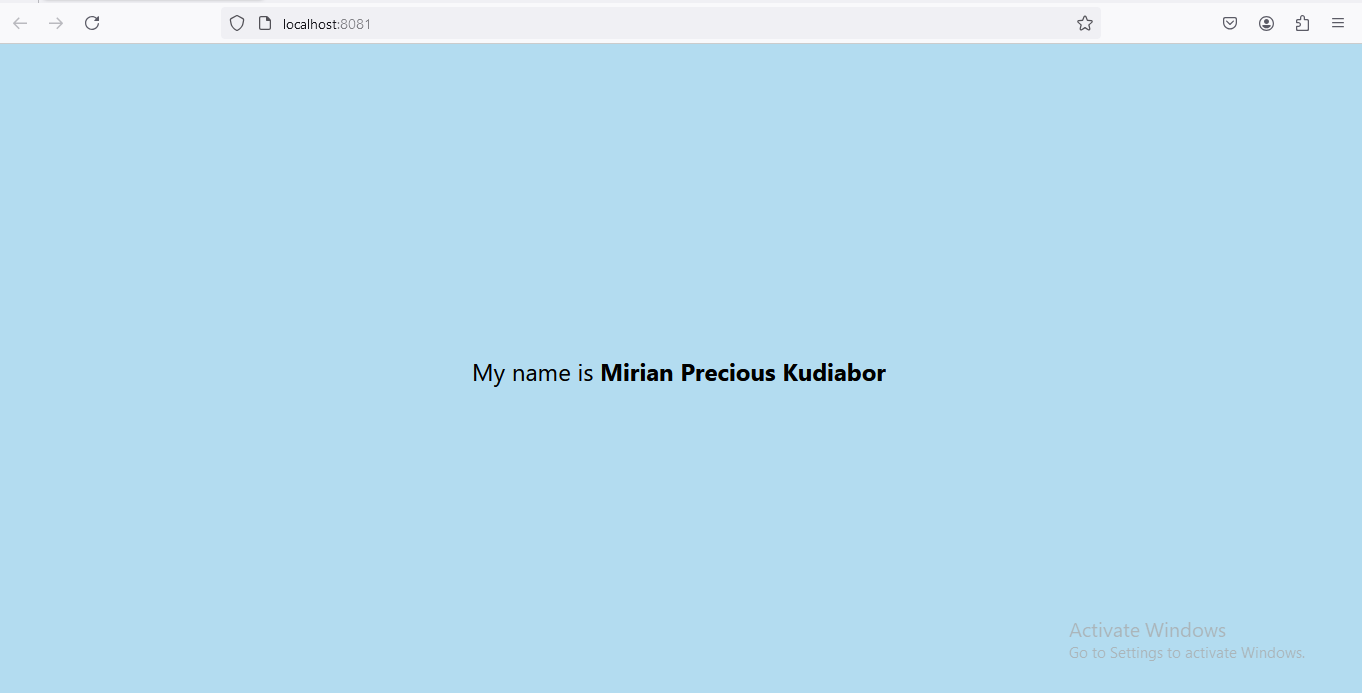 localhost:8081
My name is Mirian Precious Kudiabor
Activate Windows
Go to Settings to activate Windows.